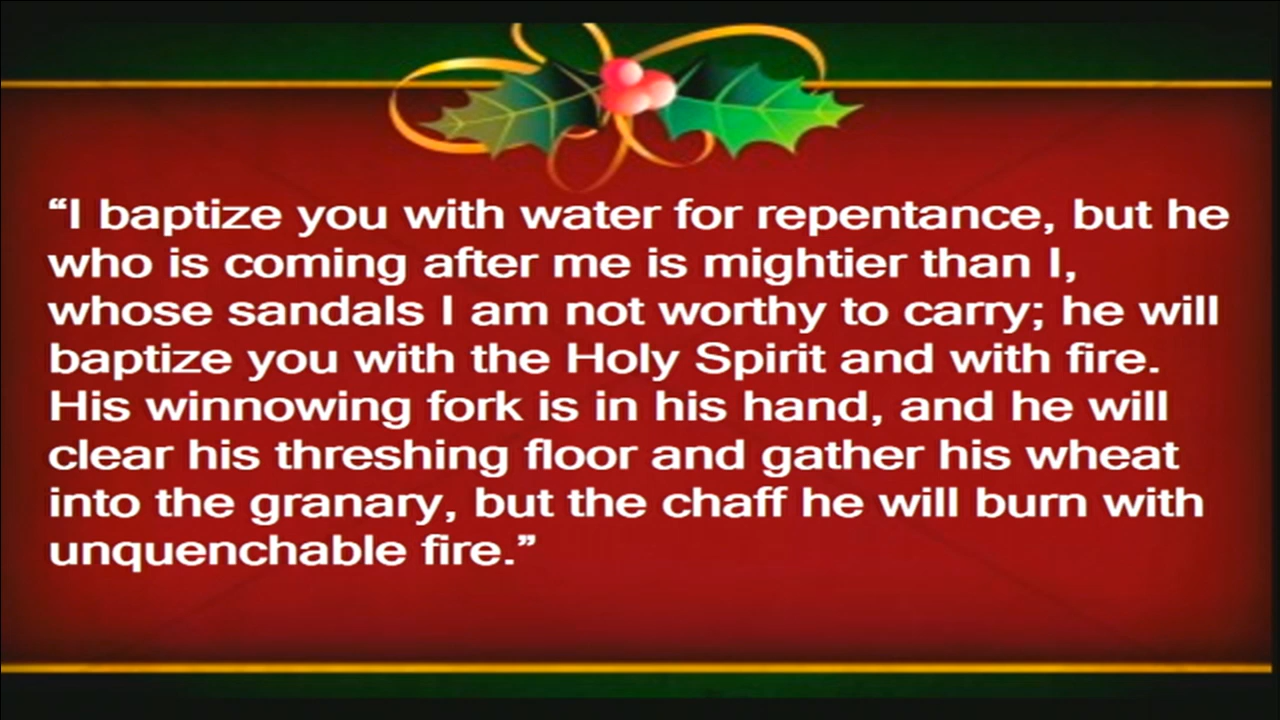 “I baptize you with water for repentance, but he
who is coming after me is mightier than I,
whose sandals I am not worthy to carry; he will
baptize you with the Holy Spirit and with fire.
His winnowing fork is in his hand, and he will
clear his threshing floor and gather his wheat
into the granary, but the chaff he will burn with
unquenchable fire.”